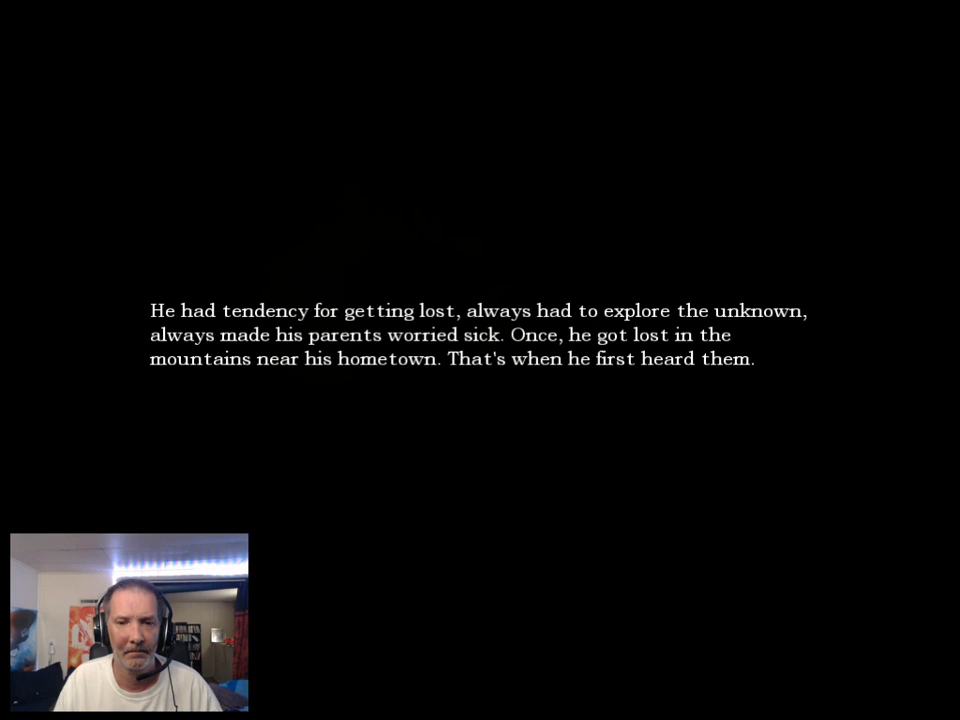 He had tendency for getting lost, always had to explore the unknown,
always made his parents worried sick. Once, he got lost in the
mountains near his hometown. That's when he first heard them.